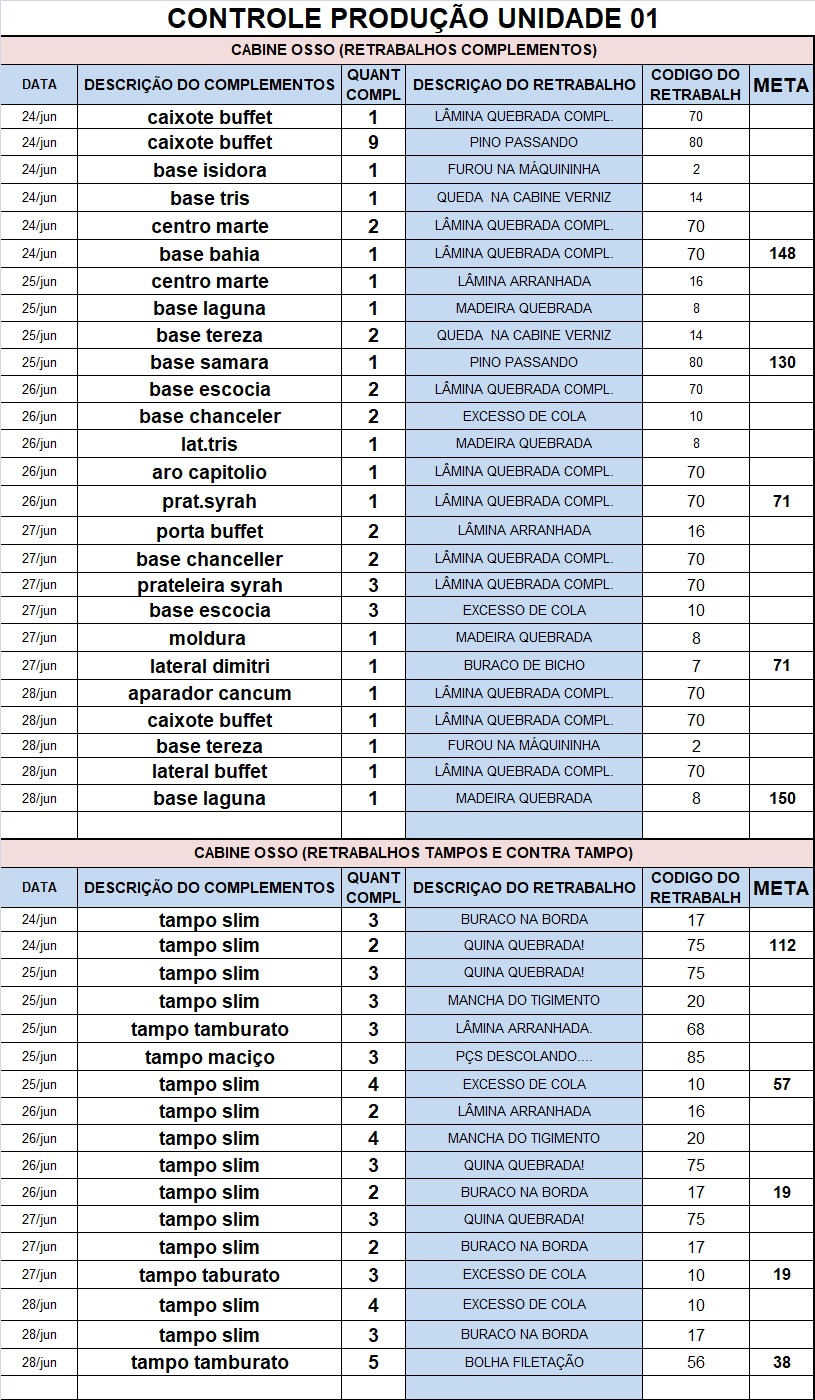 CONTROLE PRODUÇÃO UNIDADE 01
CABINE OSSO (RETRABALHOS COMPLEMENTOS)
DATA DESCRIÇÃO DO COMPLEMENTOS QUANT COMPL DESCRIÇAO DO RETRABALHO CODIGO DO RETRABALH META
24/jun caixote buffet 1 LÂMINA QUEBRADA COMPL. 70
24/jun caixote buffet 9 PINO PASSANDO 80
24/jun base isidora 1 FUROU NA MÁQUININHA 2
24/jun base tris 1 QUEDA NA CABINE VERNIZ 14
24/jun centro marte 2 LÂMINA QUEBRADA COMPL. 70
24/jun base bahia 1 LÂMINA QUEBRADA COMPL. 70 148
25/jun centro marte 1 LÂMINA ARRANHADA 16
25/jun base laguna 1 MADEIRA QUEBRADA 8
25/jun base tereza 2 QUEDA NA CABINE VERNIZ 14
25/jun base samara 1 PINO PASSANDO 80 130
26/jun base escocia 2 LÂMINA QUEBRADA COMPL. 70
26/jun base chanceler 2 EXCESSO DE COLA 10
26/jun lat.tris 1 MADEIRA QUEBRADA 8
26/jun aro capitolio 1 LÂMINA QUEBRADA COMPL. 70
26/jun prat.syrah 1 LÂMINA QUEBRADA COMPL. 70 71
27/jun porta buffet 2 LÂMINA ARRANHADA 16
27/jun base chanceller 2 LÂMINA QUEBRADA COMPL. 70
27/jun prateleira syrah 3 LÂMINA QUEBRADA COMPL. 70
27/jun base escocia 3 EXCESSO DE COLA 10
27/jun moldura 1 MADEIRA QUEBRADA 8
27/jun lateral dimitri 1 BURACO DE BICHO 7 71
28/jun aparador cancum 1 LÂMINA QUEBRADA COMPL. 70
28/jun caixote buffet 1 LÂMINA QUEBRADA COMPL. 70
28/jun base tereza 1 FUROU NA MÁQUININHA 2
28/jun lateral buffet 1 LÂMINA QUEBRADA COMPL. 70
28/jun base laguna 1 MADEIRA QUEBRADA 8 150
CABINE OSSO (RETRABALHOS TAMPOS E CONTRA TAMPO)
DATA DESCRIÇÃO DO COMPLEMENTOS QUANT COMPL DESCRIÇAO DO RETRABALHO CODIGO DO RETRABALH META
24/jun tampo slim 3 BURACO NA BORDA 17
24/jun tampo slim 2 QUINA QUEBRADA! 75 112
25/jun tampo slim 3 QUINA QUEBRADA! 75
25/jun tampo slim 3 MANCHA DO TIGIMENTO 20
25/jun tampo tamburato 3 LÂMINA ARRANHADA. 68
25/jun tampo maciço 3 PÇS DESCOLANDO.... 85
25/jun tampo slim 4 EXCESSO DE COLA 10 57
26/jun tampo slim 2 LÂMINA ARRANHADA 16
26/jun tampo slim 4 MANCHA DO TIGIMENTO 20
26/jun tampo slim 3 QUINA QUEBRADA! 75
26/jun tampo slim 2 BURACO NA BORDA 17 19
27/jun tampo slim 3 QUINA QUEBRADA! 75
27/jun tampo slim 2 BURACO NA BORDA 17
27/jun tampo taburato 3 EXCESSO DE COLA 10 19
28/jun tampo slim 4 EXCESSO DE COLA 10
28/jun tampo slim 3 BURACO NA BORDA 17
28/jun tampo tamburato 5 BOLHA FILETAÇÃO 56 38